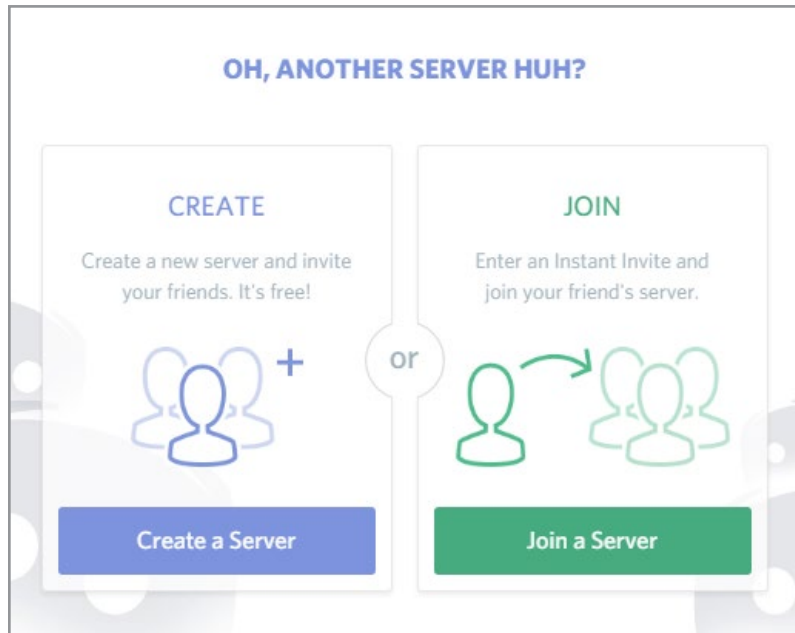 OH, ANOTHER SERVER HUH?
CREATE
Create a new server and invite
your friends. It's free!
Create a Server
or
JOIN
Enter an Instant Invite and
join your friend's server.
Join a Server